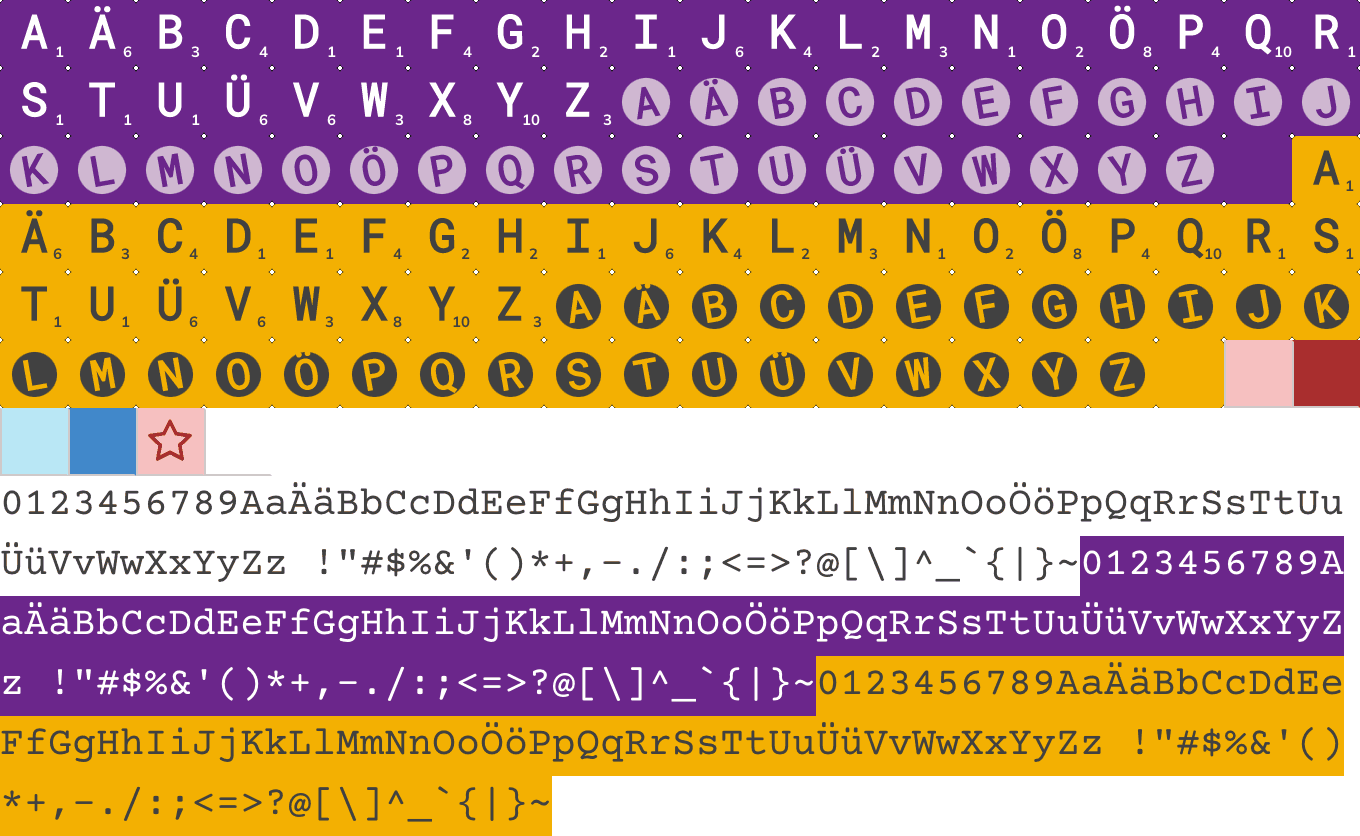 A1 Ä6 B3 C4 D1 E1 F4 G2 H2 I1 J6 K4 L2 M3 N1 O2 Ö8 P4 Q10 R1
S1 T1 U1 Ü6 V6 W3 X8 Y10 Z3 A Ä B C D E F G H I J
K L M N O Ö P Q R S T U Ü V W X Y Z A1
Ä6 B3 C4 D1 E1 F4 G2 H2 I1 J6 K4 L2 M3 N1 O2 Ö8 P4 Q10 R1 S1
T1 U1 Ü6 V6 W3 X8 Y10 Z3 A Ä B C D E F G H I J K
L M N O Ö P Q R S T U Ü V W X Y Z
0123456789AaÄäBbCcDdEeFfGgHhIiJjKkLlMmNnOoÖöPpQqRrSsTtUu
ÜüVvWwXxYyZz !"#$%&'()*+,-./:;<=>?@[\]^_`{|}~0123456789A
aÄäBbCcDdEeFfGgHhIiJjKkLlMmNnOoÖöPpQqRrSsTtUuÜüVvWwXxYyZ
z !"#$%&'()*+,-./:;<=>?@[\]^_`{|}~0123456789AaÄäBbCcDdEe
FfGgHhIiJjKkLlMmNnOoÖöPpQqRrSsTtUuÜüVvWwXxYyZz !"#$%&'()
*+,-./:;<=>?@[\]^_`{|}~